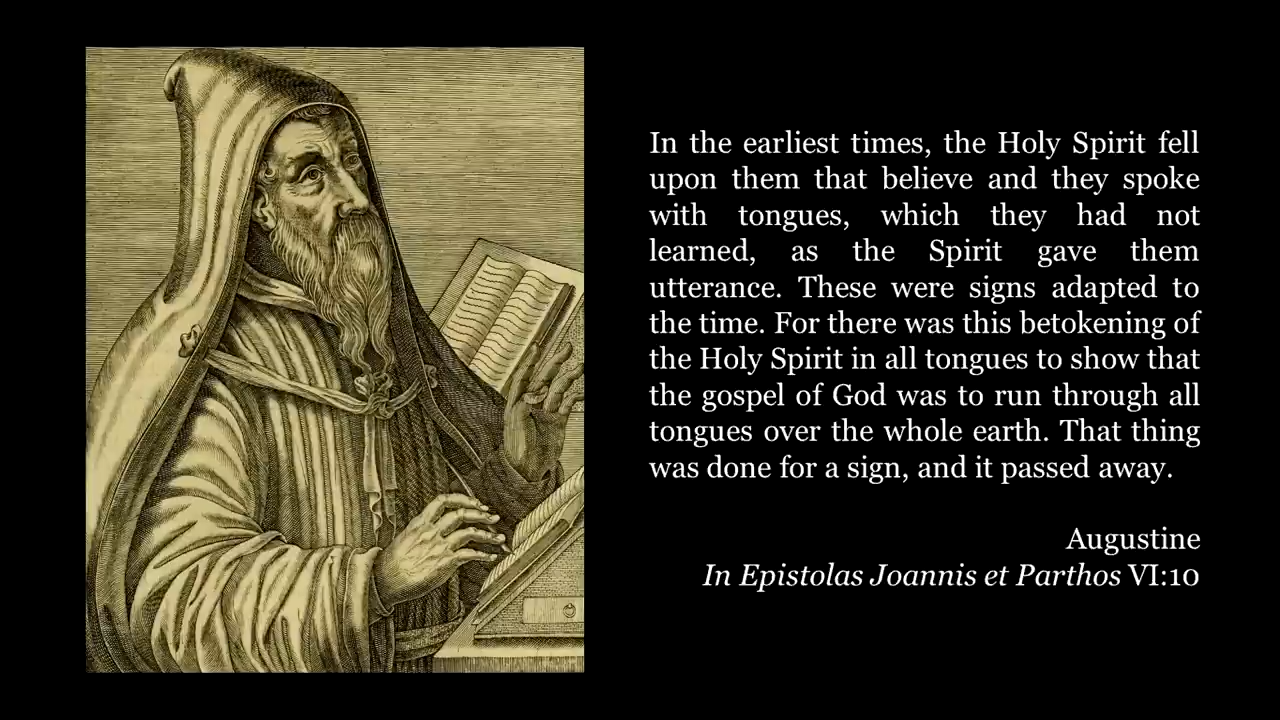 In the earliest times, the Holy Spirit fell
upon them that believe and they spoke
with tongues, which they had not
learned, as the Spirit gave them
utterance. These were signs adapted to
the time. For there was this betokening of
the Holy Spirit in all tongues to show that
the gospel of God was to run through all
tongues over the whole earth. That thing
was done for a sign, and it passed away.
Augustine
In Epistolas Joannis et Parthos VI:10